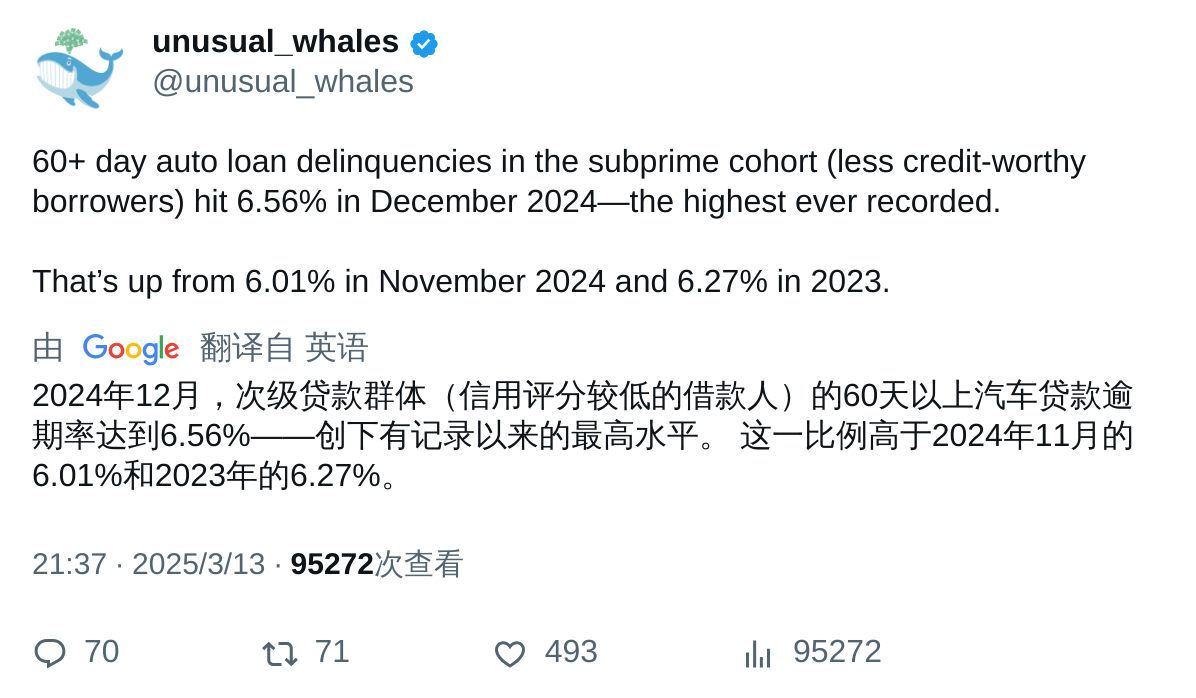 unusual_whales
@unusual_whales
60+ day auto loan delinquencies in the subprime cohort (less credit-worthy
borrowers) hit 6.56% in December 2024—the highest ever recorded.
That’s up from 6.01% in November 2024 and 6.27% in 2023.
由 Google 翻译自 英语
2024年12月，次级贷款群体（信用评分较低的借款人）的60天以上汽车贷款逾
期率达到6.56%——创下有记录以来的最高水平。 这一比例高于2024年11月的
6.01%和2023年的6.27%。
21:37 · 2025/3/13 · 95272次查看
70 71 493 95272